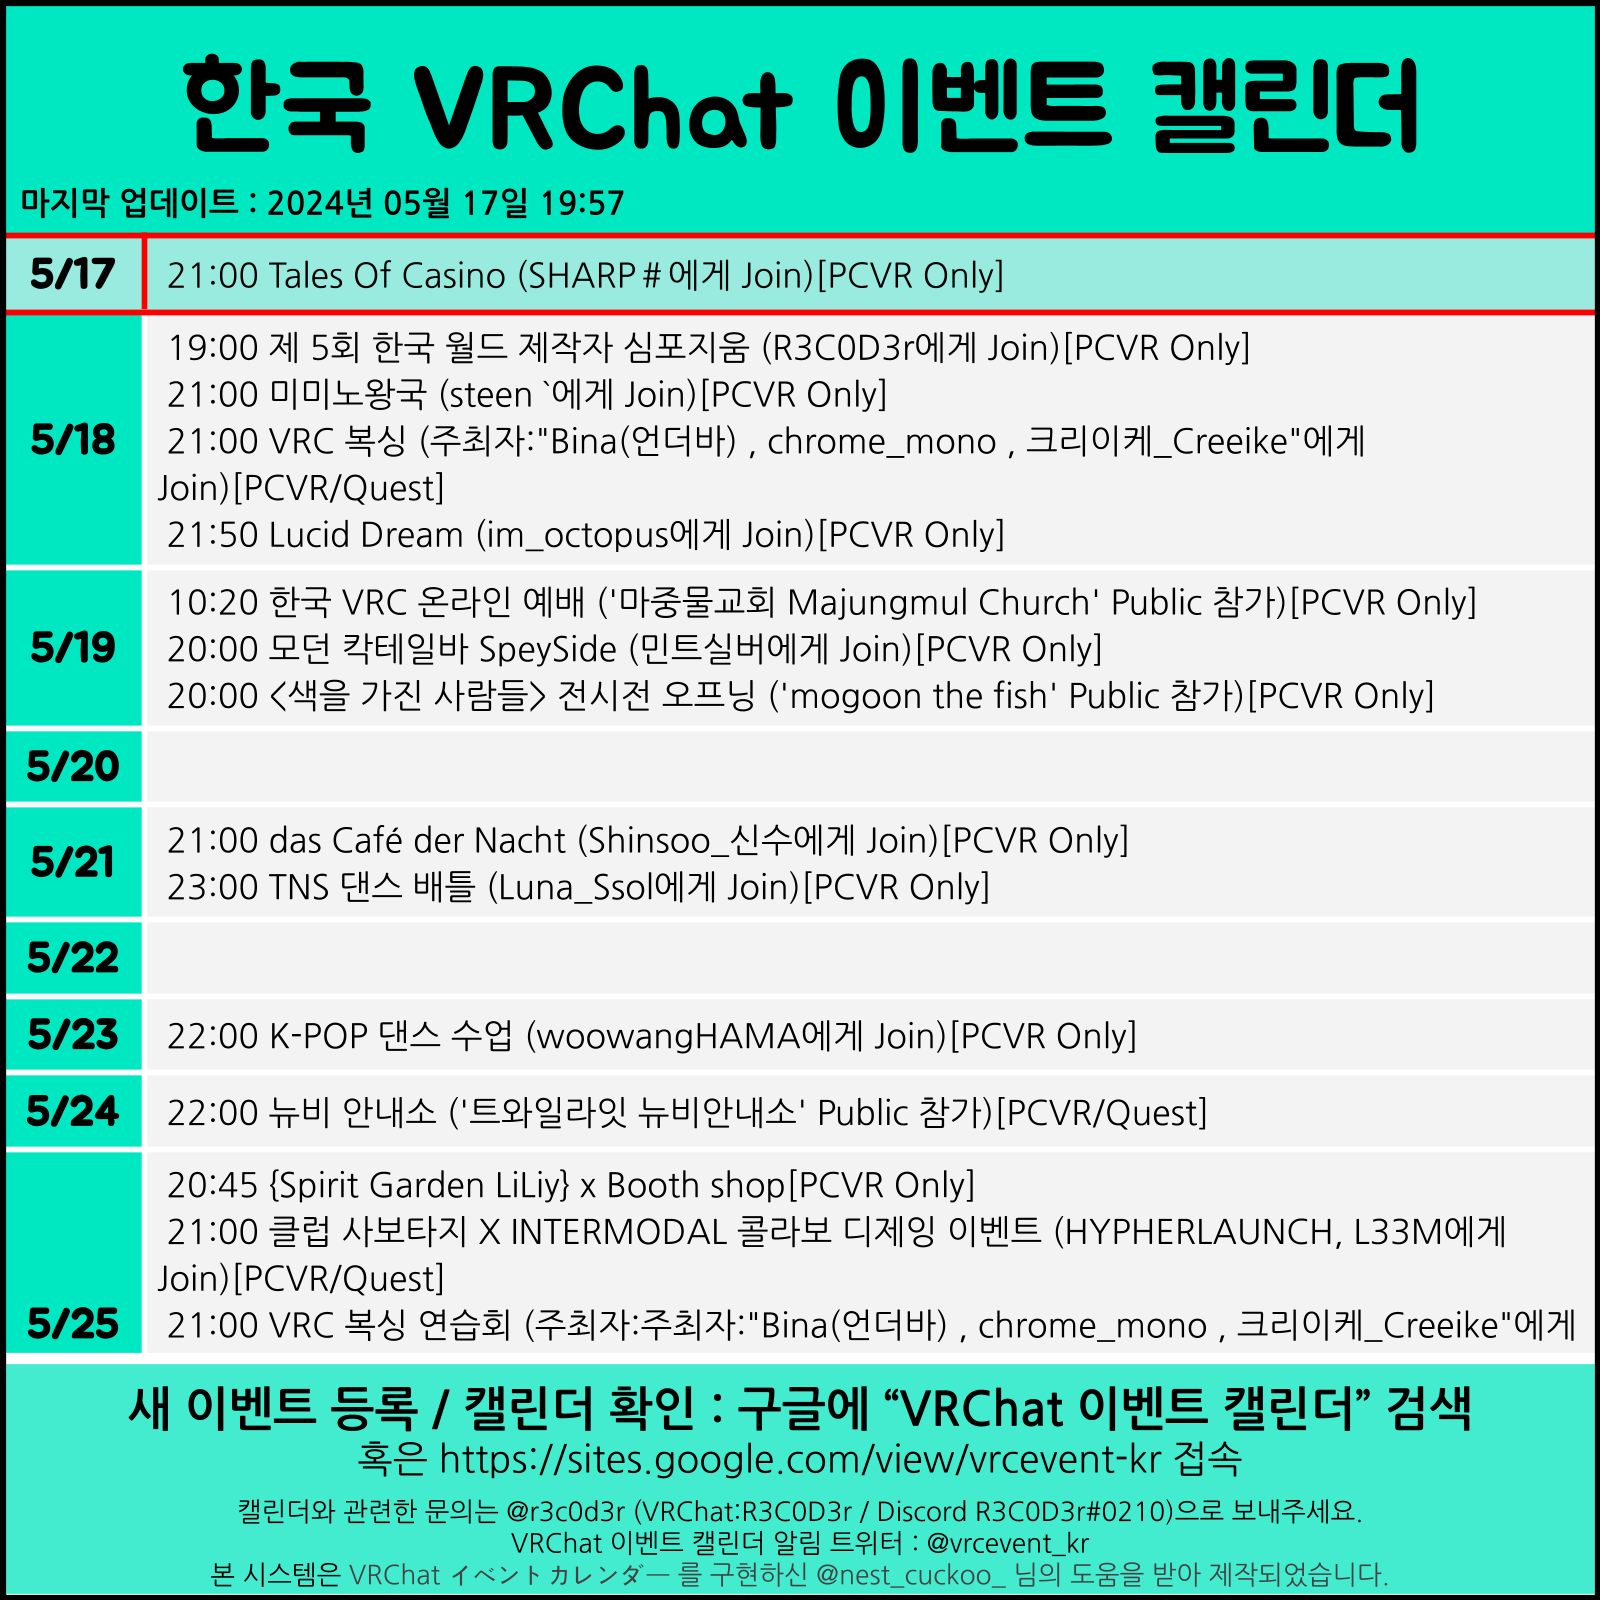 한국 VRChat 이벤트 캘린더
마지막 업데이트 : 2024년 05월 17일 19:57
5/17
21:00 Tales Of Casino (SHARP＃에게 Join)[PCVR Only]
5/18
19:00 제 5회 한국 월드 제작자 심포지움 (R3C0D3r에게 Join)[PCVR Only]
21:00 미미노왕국 (steen `에게 Join)[PCVR Only]
21:00 VRC 복싱 (주최자:"Bina(언더바) , chrome_mono , 크리이케_Creeike"에게
Join)[PCVR/Quest]
21:50 Lucid Dream (im_octopus에게 Join)[PCVR Only]
5/19
10:20 한국 VRC 온라인 예배 ('마중물교회 Majungmul Church' Public 참가)[PCVR Only]
20:00 모던 칵테일바 SpeySide (민트실버에게 Join)[PCVR Only]
20:00 <색을 가진 사람들> 전시전 오프닝 ('mogoon the fish' Public 참가)[PCVR Only]
5/20
5/21
21:00 das Café der Nacht (Shinsoo_신수에게 Join)[PCVR Only]
23:00 TNS 댄스 배틀 (Luna_Ssol에게 Join)[PCVR Only]
5/22
5/23
22:00 K-POP 댄스 수업 (woowangHAMA에게 Join)[PCVR Only]
5/24
22:00 뉴비 안내소 ('트와일라잇 뉴비안내소' Public 참가)[PCVR/Quest]
5/25
20:45 {Spirit Garden LiLiy} x Booth shop[PCVR Only]
21:00 클럽 사보타지 X INTERMODAL 콜라보 디제잉 이벤트 (HYPHERLAUNCH, L33M에게
Join)[PCVR/Quest]
21:00 VRC 복싱 연습회 (주최자:주최자:"Bina(언더바) , chrome_mono , 크리이케_Creeike"에게
새 이벤트 등록 / 캘린더 확인 : 구글에 “VRChat 이벤트 캘린더” 검색
혹은 https://sites.google.com/view/vrcevent-kr 접속
캘린더와 관련한 문의는 @r3c0d3r (VRChat:R3C0D3r / Discord R3C0D3r#0210)으로 보내주세요.
VRChat 이벤트 캘린더 알림 트위터 : @vrcevent_kr
본 시스템은 VRChat イベントカレンダー 를 구현하신 @nest_cuckoo_ 님의 도움을 받아 제작되었습니다.